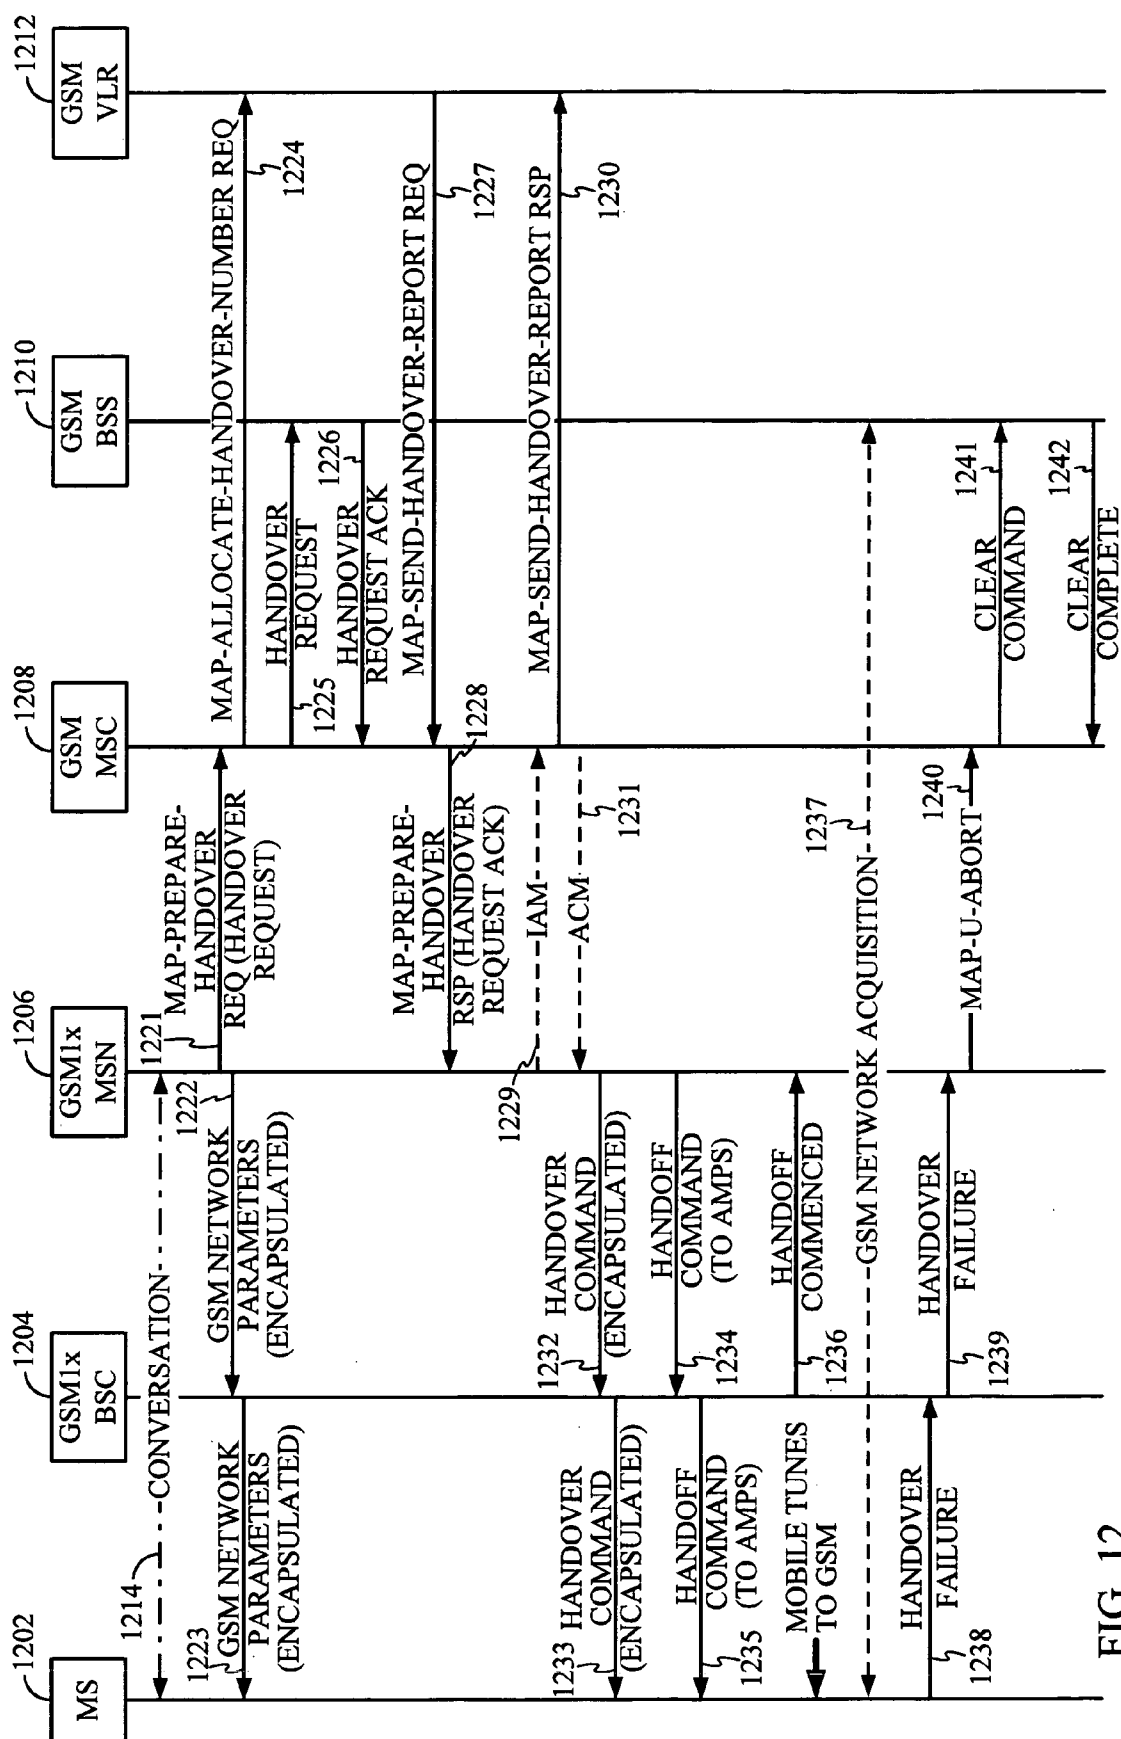 1202
MS
1204
GSM1x
BSC
1206
GSM1x
MSN
1208
GSM
MSC
1210
GSM
BSS
1212
GSM
VLR
1214
CONVERSATION
1221
MAP-PREPARE-
HANDOVER
REQ (HANDOVER
REQUEST)
1222
GSM NETWORK
PARAMETERS
(ENCAPSULATED)
1223
GSM NETWORK
PARAMETERS
(ENCAPSULATED)
MAP-ALLOCATE-HANDOVER-NUMBER REQ
1224
HANDOVER
REQUEST
1225
1226
HANDOVER
REQUEST ACK
MAP-SEND-HANDOVER-REPORT REQ
1227
1228
MAP-PREPARE-
HANDOVER
RSP (HANDOVER
REQUEST ACK)
1229
IAM
MAP-SEND-HANDOVER-REPORT RSP
1230
ACM
1231
1232
HANDOVER
COMMAND
(ENCAPSULATED)
1233
HANDOVER
COMMAND
(ENCAPSULATED)
HANDOFF
COMMAND
(TO AMPS)
1234
HANDOFF
COMMAND
(TO AMPS)
1235
HANDOFF
COMMENCED
1236
MOBILE TUNES
TO GSM
GSM NETWORK ACQUISITION
1237
HANDOVER
FAILURE
1238
HANDOVER
FAILURE
1239
MAP-U-ABORT
1240
CLEAR
COMMAND
1241
CLEAR
COMPLETE
1242
FIG. 12